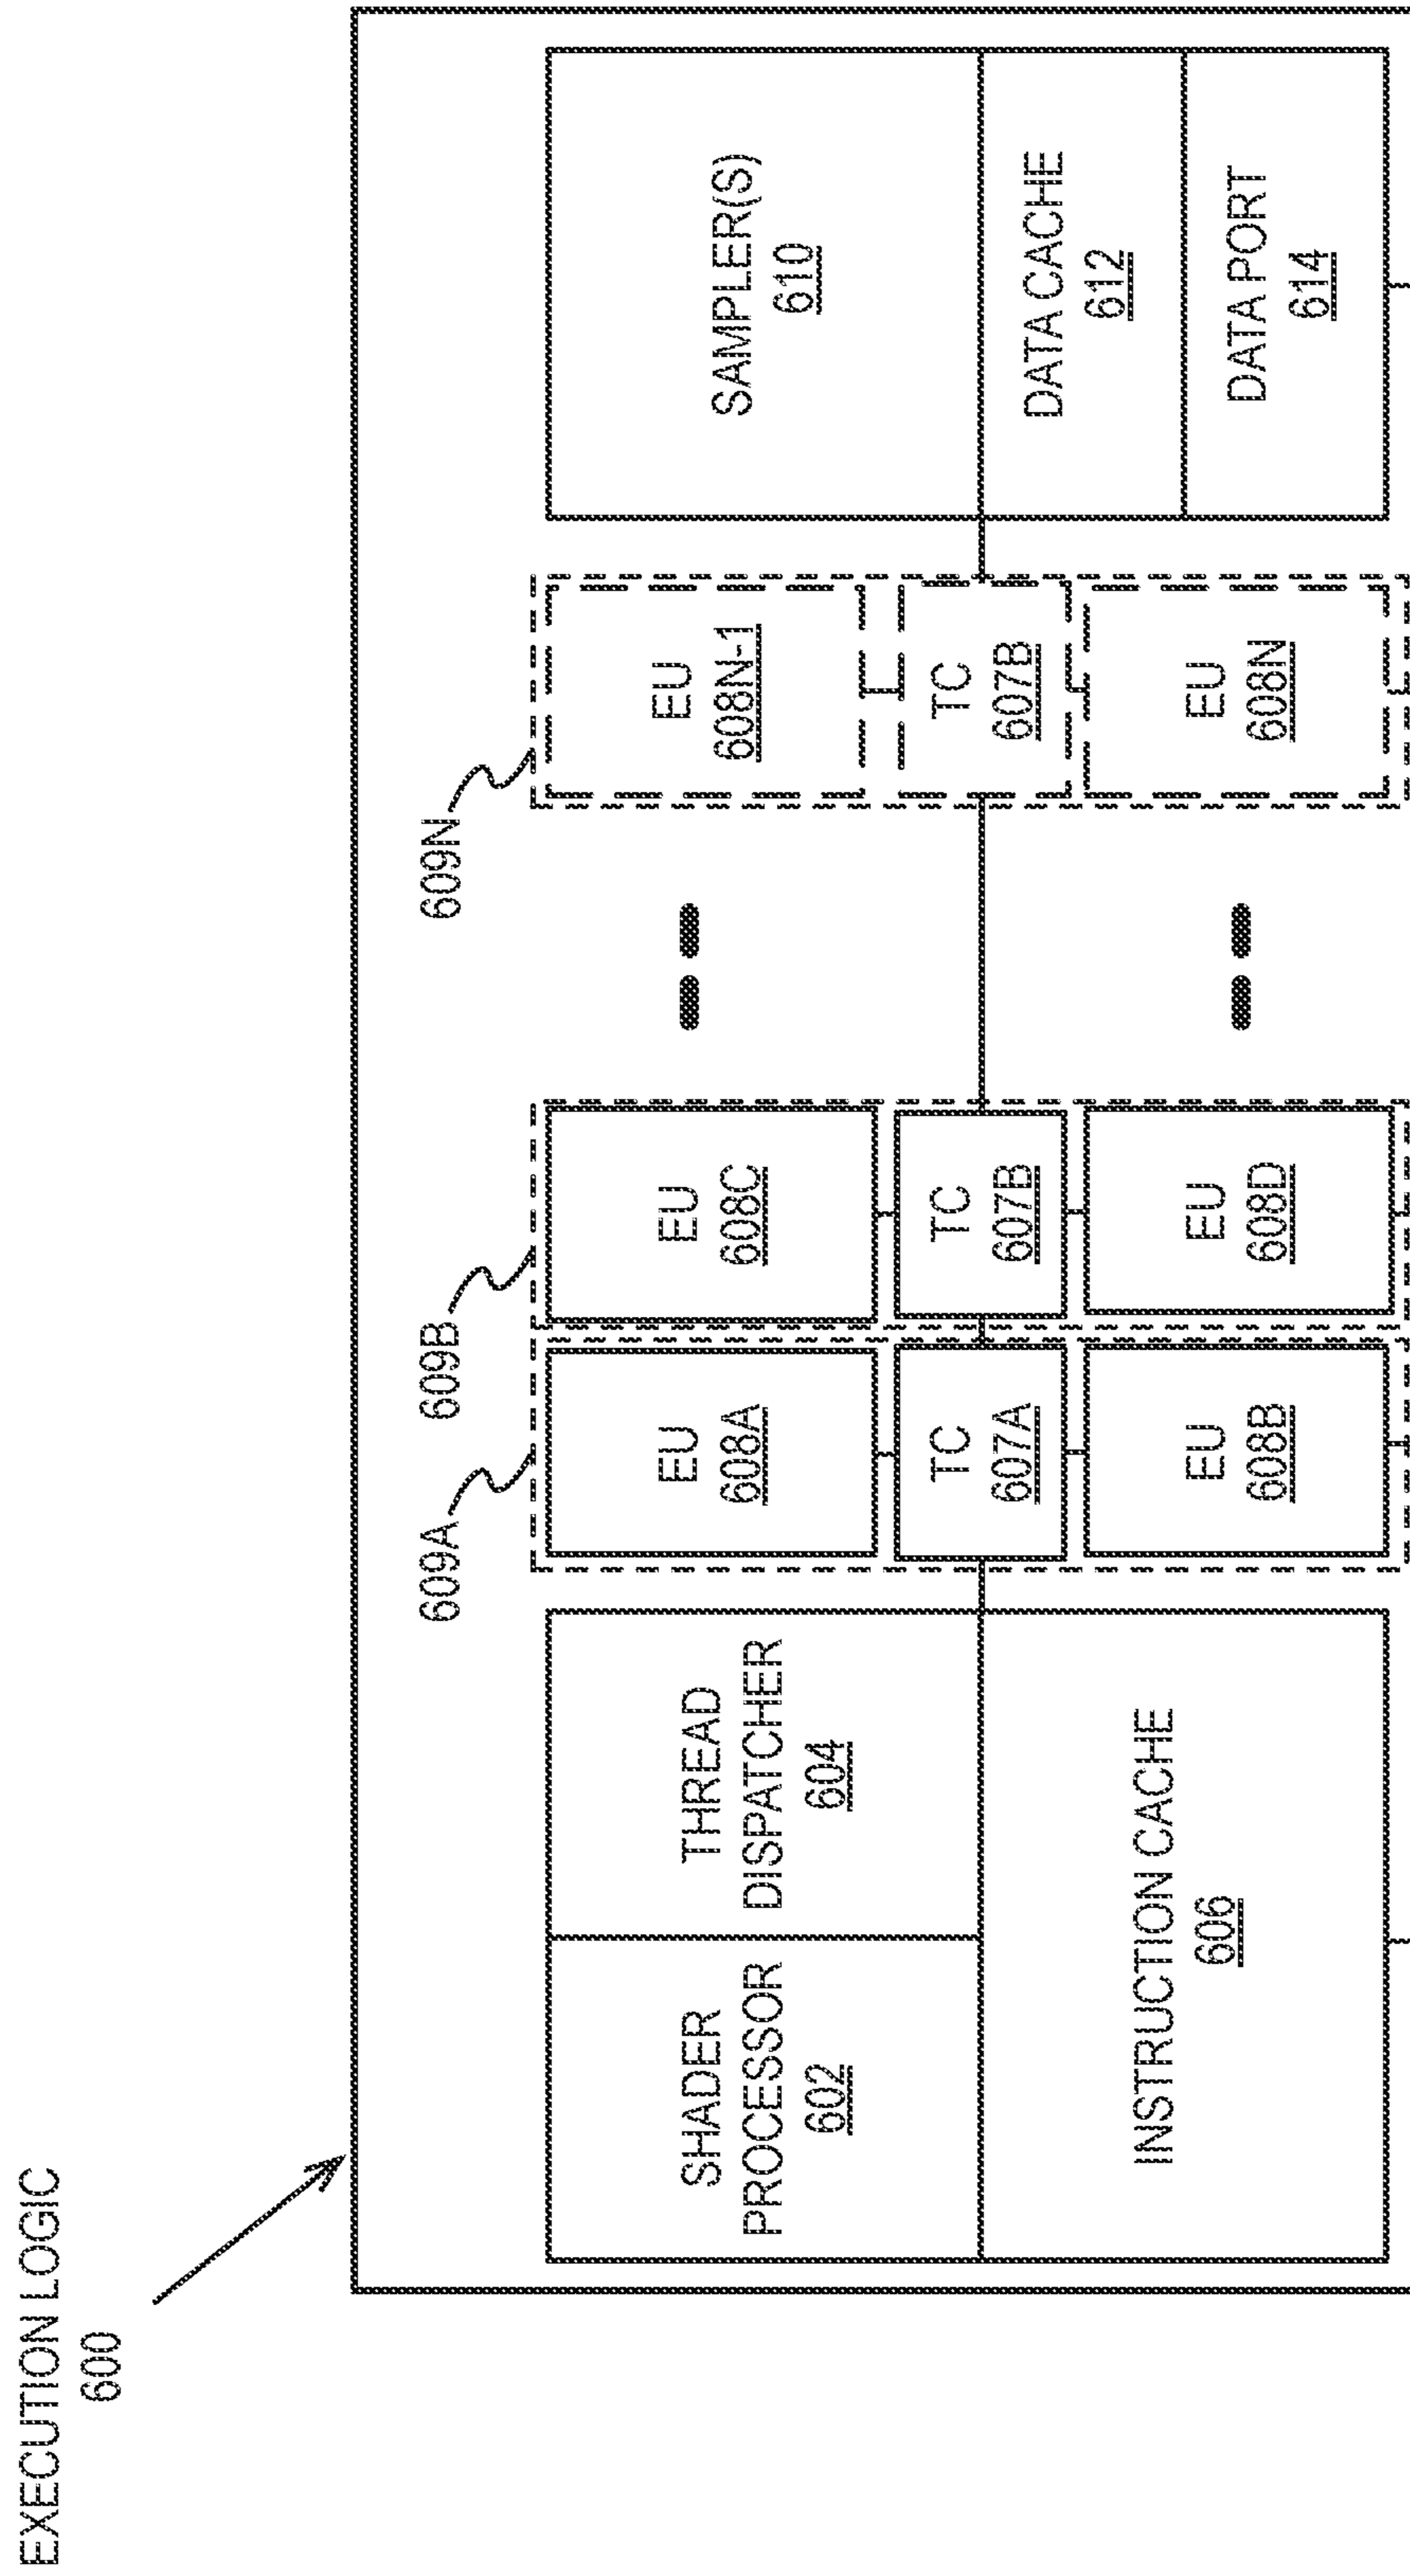 EXECUTION LOGIC
600
609A
609B
609N
SHADER
PROCESSOR
602
THREAD
DISPATCHER
604
INSTRUCTION CACHE
606
EU
608A
TC
607A
EU
608B
EU
608C
TC
607B
EU
608D
EU
608N-1
TC
607B
EU
608N
SAMPLER(S)
610
DATA CACHE
612
DATA PORT
614